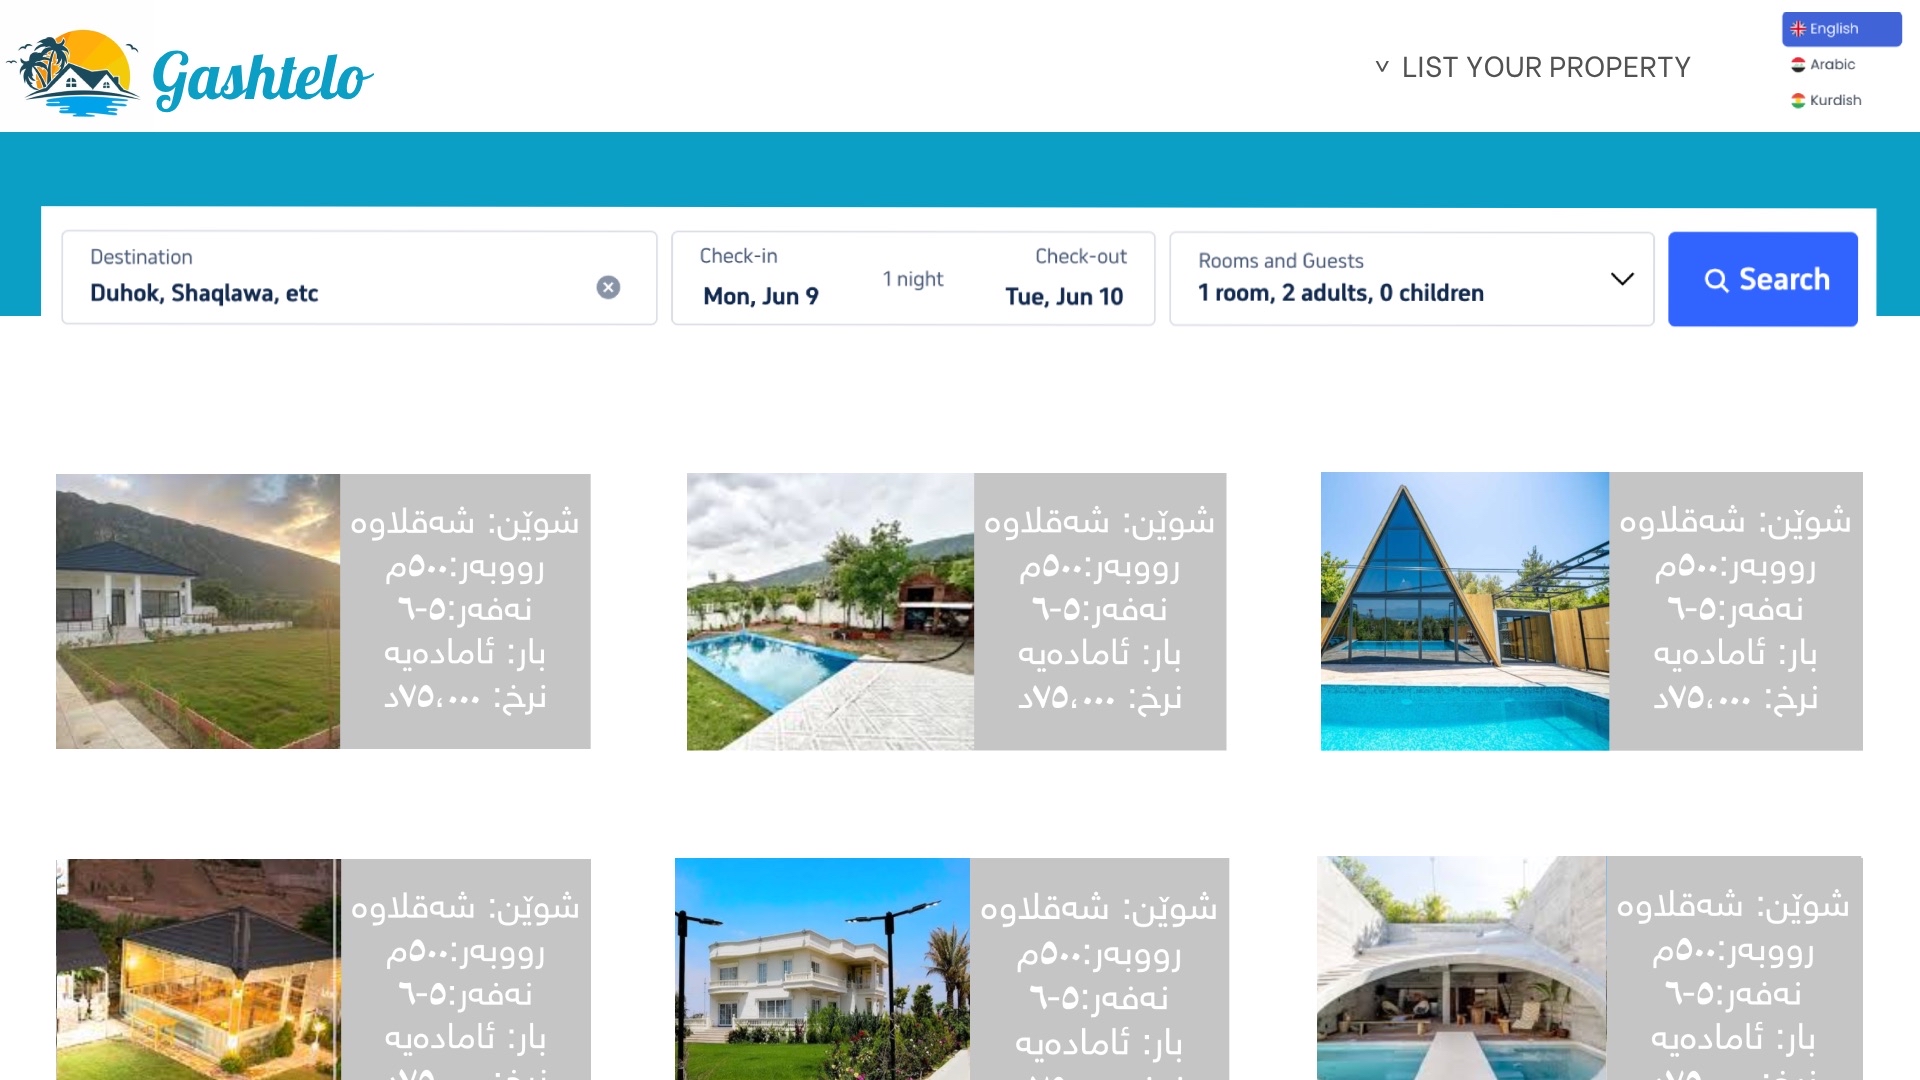 Gashtelo
˅ LIST YOUR PROPERTY
English
Arabic
Kurdish
Destination
Duhok, Shaqlawa, etc
Check-in
Mon, Jun 9
1 night
Check-out
Tue, Jun 10
Rooms and Guests
1 room, 2 adults, 0 children
Search
شوێن: شەقلاوە
رووبەر:٥٠٠م
نەفەر:٥-٦
بار: ئامادەیە
نرخ: ٧٥،٠٠٠د
شوێن: شەقلاوە
رووبەر:٥٠٠م
نەفەر:٥-٦
بار: ئامادەیە
نرخ: ٧٥،٠٠٠د
شوێن: شەقلاوە
رووبەر:٥٠٠م
نەفەر:٥-٦
بار: ئامادەیە
نرخ: ٧٥،٠٠٠د
شوێن: شەقلاوە
رووبەر:٥٠٠م
نەفەر:٥-٦
بار: ئامادەیە
شوێن: شەقلاوە
رووبەر:٥٠٠م
نەفەر:٥-٦
بار: ئامادەیە
شوێن: شەقلاوە
رووبەر:٥٠٠م
نەفەر:٥-٦
بار: ئامادەیە